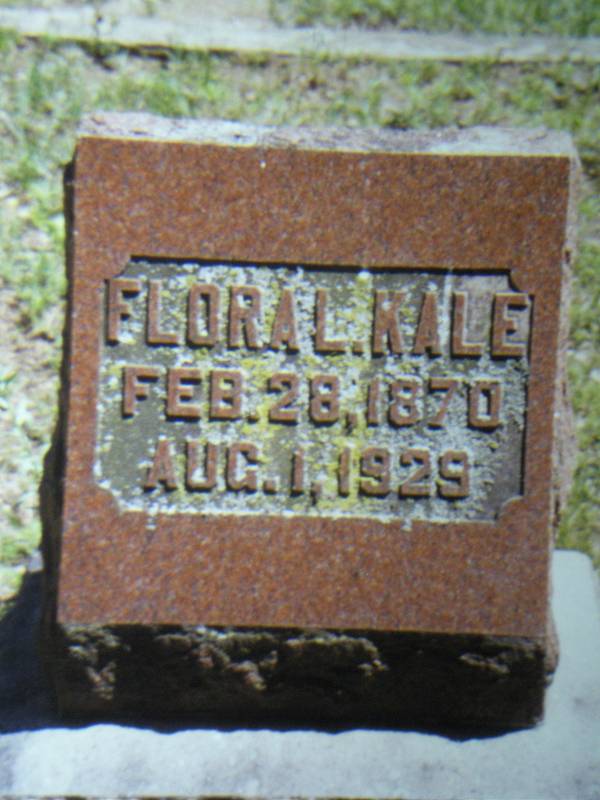 FLORA L. KALE
FEB. 28, 1870
AUG. 1, 1929